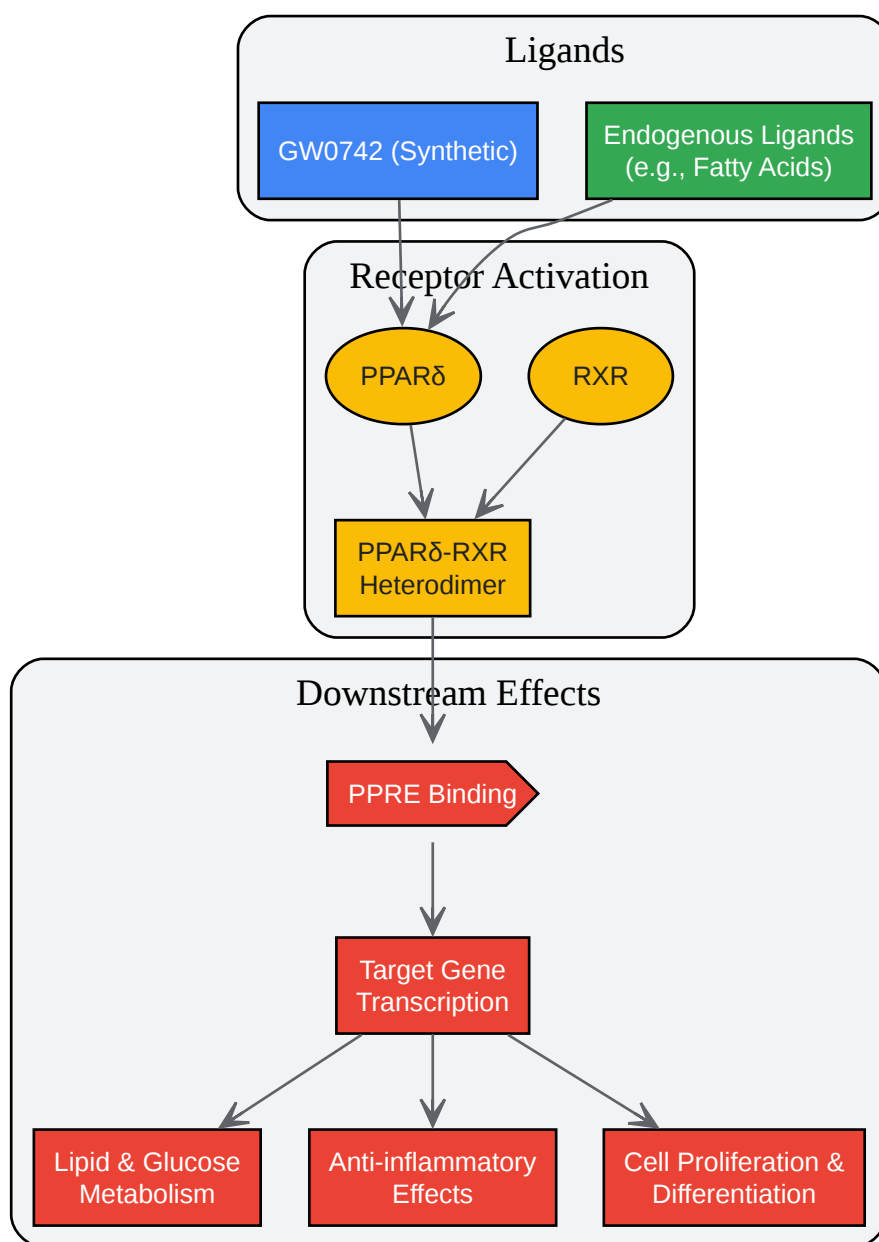 Ligands
GW0742 (Synthetic)
Endogenous Ligands
(e.g., Fatty Acids)
Receptor Activation
PPARδ
RXR
PPARδ-RXR
Heterodimer
Downstream Effects
PPRE Binding
Target Gene
Transcription
Lipid & Glucose
Metabolism
Anti-inflammatory
Effects
Cell Proliferation &
Differentiation